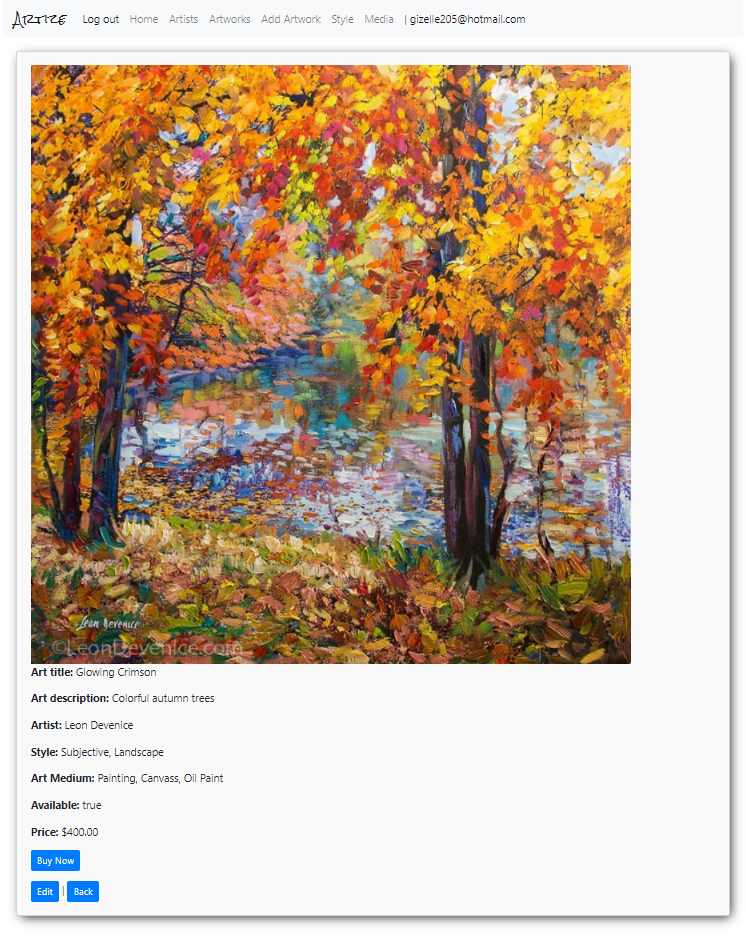 ARTIZE Log out Home Artists Artworks Add Artwork Style Media | gizelle205@hotmail.com
Leon Devenice
©LeonDevenice.com
Art title: Glowing Crimson
Art description: Colorful autumn trees
Artist: Leon Devenice
Style: Subjective, Landscape
Art Medium: Painting, Canvass, Oil Paint
Available: true
Price: $400.00
Buy Now
Edit | Back